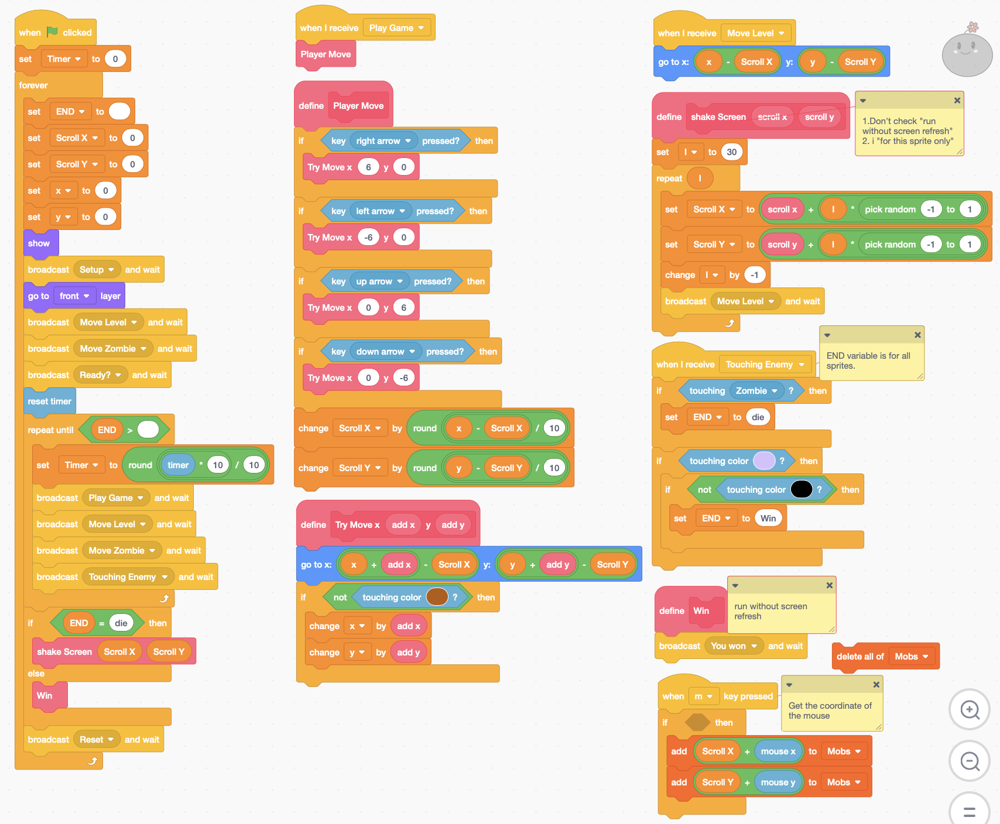 when clicked
set Timer to 0
forever
set END to
set Scroll X to 0
set Scroll Y to 0
set x to 0
set y to 0
show
broadcast Setup and wait
go to front layer
broadcast Move Level and wait
broadcast Move Zombie and wait
broadcast Ready? and wait
reset timer
repeat until END >
set Timer to round timer * 10 / 10
broadcast Play Game and wait
broadcast Move Level and wait
broadcast Move Zombie and wait
broadcast Touching Enemy and wait
if END = die then
shake Screen Scroll X Scroll Y
else
Win
broadcast Reset and wait
when I receive Play Game
Player Move
define Player Move
if key right arrow pressed? then
Try Move x 6 y 0
if key left arrow pressed? then
Try Move x -6 y 0
if key up arrow pressed? then
Try Move x 0 y 6
if key down arrow pressed? then
Try Move x 0 y -6
change Scroll X by round x - Scroll X / 10
change Scroll Y by round y - Scroll Y / 10
define Try Move x add x y add y
go to x: x + add x - Scroll X y: y + add y - Scroll Y
if not touching color ? then
change x by add x
change y by add y
when I receive Move Level
go to x: x - Scroll X y: y - Scroll Y
define shake Screen scroll x scroll y
1.Don't check "run
without screen refresh"
2. i "for this sprite only"
set I to 30
repeat I
set Scroll X to scroll x + I * pick random -1 to 1
set Scroll Y to scroll y + I * pick random -1 to 1
change I by -1
broadcast Move Level and wait
when I receive Touching Enemy
END variable is for all
sprites.
if touching Zombie ? then
set END to die
if touching color ? then
if not touching color ? then
set END to Win
define Win
run without screen
refresh
broadcast You won and wait
delete all of Mobs
when m key pressed
Get the coordinate of
the mouse
if then
add Scroll X + mouse x to Mobs
add Scroll Y + mouse y to Mobs